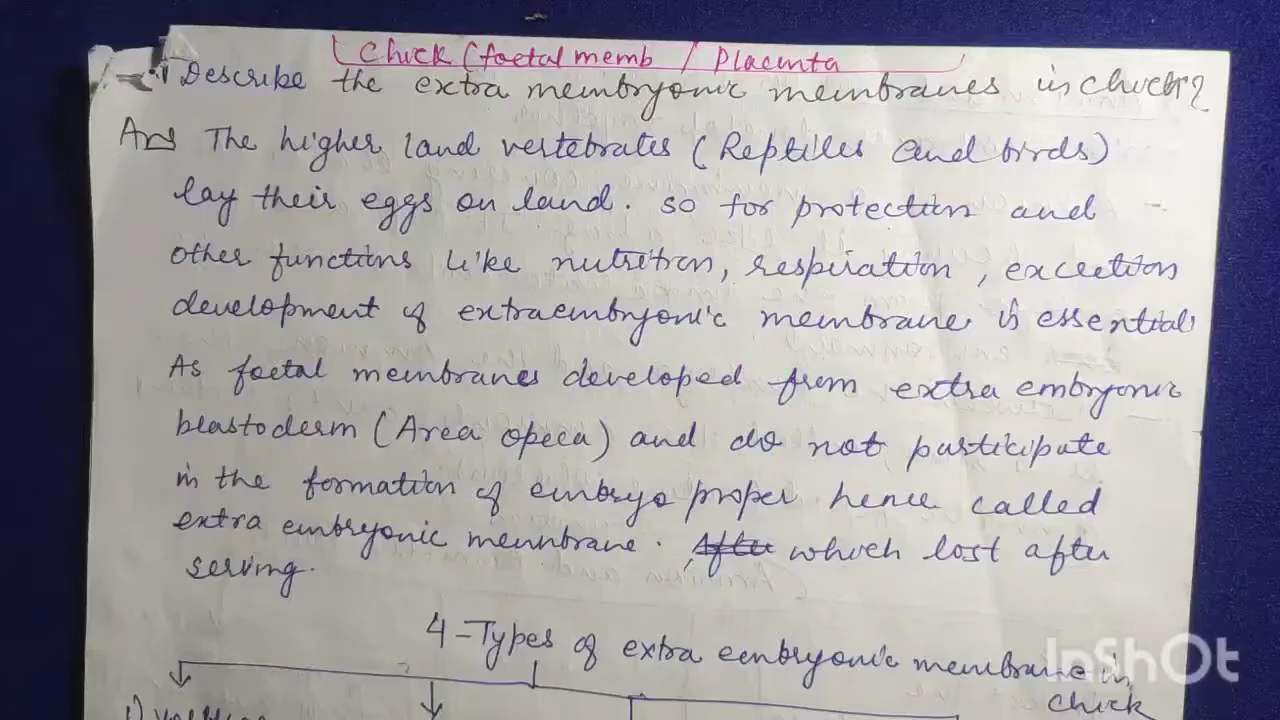 Chick (foetal memb / Placenta
Describe the extra membryonic membranes in chick?
Ans The higher land vertebrates (Reptiles and birds)
lay their eggs on land. so for protection and
other functions like nutrition, respiration, excretion
development of extraembryonic membrane is essential
As foetal membranes developed from extra embryonic
blastoderm (Area opeca) and do not participate
in the formation of embryo proper hence called
extra embryonic membrane. After which lost after
serving.
4-Types of extra embryonic membrane in
chick
InShOt